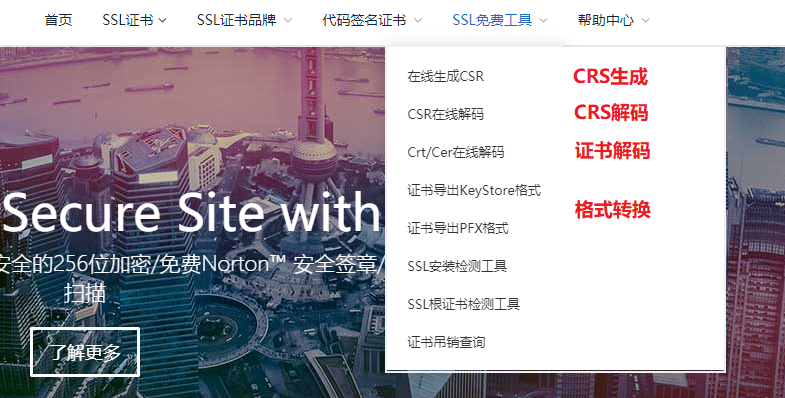 首页 SSL证书 SSL证书品牌 代码签名证书 SSL免费工具 帮助中心
在线生成CSR CRS生成
CSR在线解码 CRS解码
Crt/Cer在线解码 证书解码
证书导出KeyStore格式
格式转换
证书导出PFX格式
SSL安装检测工具
SSL根证书检测工具
证书吊销查询
Secure Site with
安全的256位加密/免费Norton™ 安全签章/
扫描
了解更多